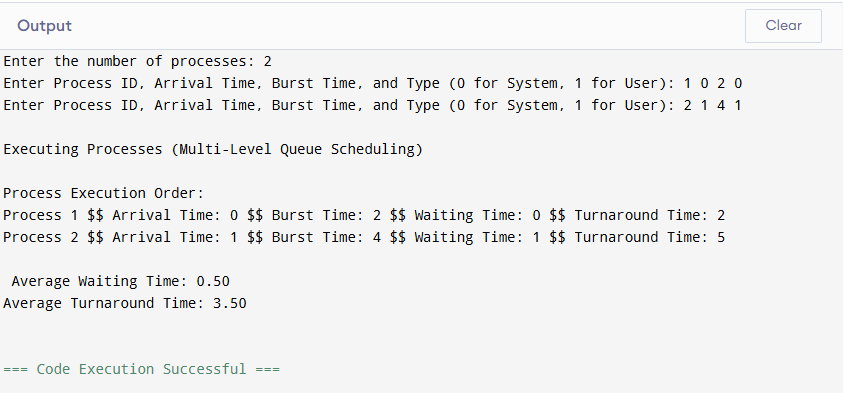 Output
Clear
Enter the number of processes: 2
Enter Process ID, Arrival Time, Burst Time, and Type (0 for System, 1 for User): 1 0 2 0
Enter Process ID, Arrival Time, Burst Time, and Type (0 for System, 1 for User): 2 1 4 1
Executing Processes (Multi-Level Queue Scheduling)
Process Execution Order:
Process 1 $$ Arrival Time: 0 $$ Burst Time: 2 $$ Waiting Time: 0 $$ Turnaround Time: 2
Process 2 $$ Arrival Time: 1 $$ Burst Time: 4 $$ Waiting Time: 1 $$ Turnaround Time: 5
Average Waiting Time: 0.50
Average Turnaround Time: 3.50
=== Code Execution Successful ===